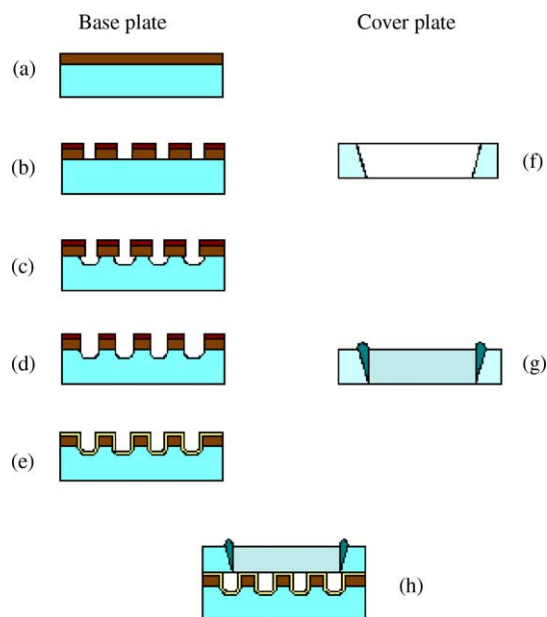 Base plate
Cover plate
(a)
(b)
(f)
(c)
(d)
(g)
(e)
(h)